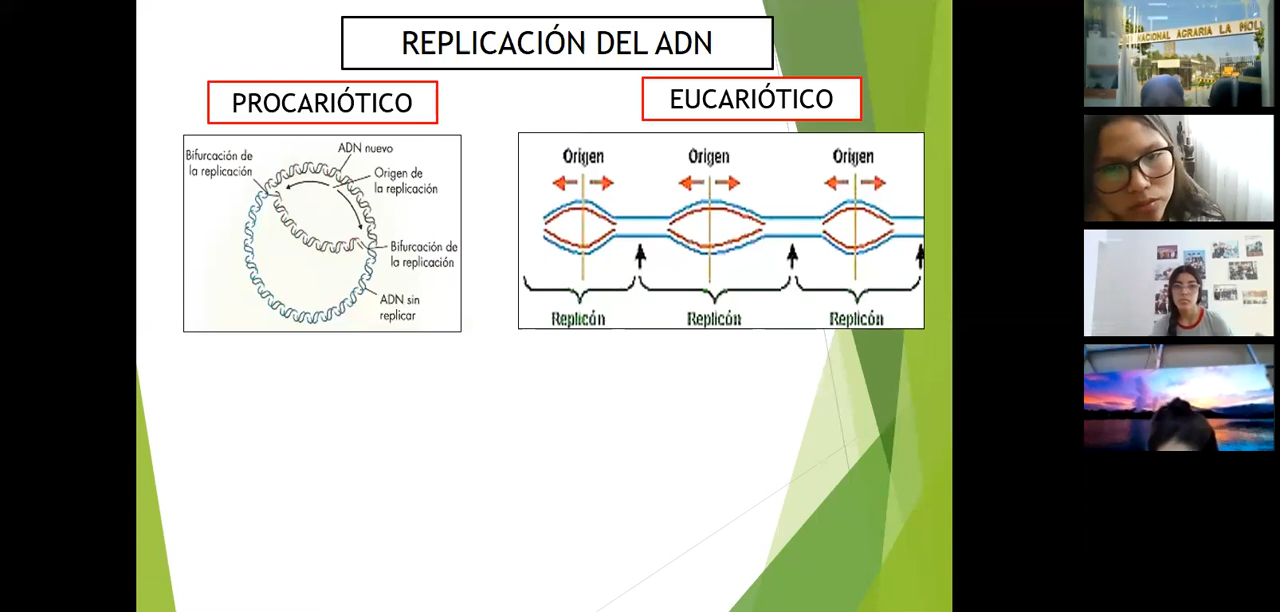 REPLICACIÓN DEL ADN
PROCARIÓTICO
EUCARIÓTICO
Bifurcación de
la replicación
ADN nuevo
Origen de
la replicación
Bifurcación de
la replicación
ADN sin
replicar
Origen
Origen
Origen
Replicón
Replicón
Replicón
NACIONAL AGRARIA LA MOL